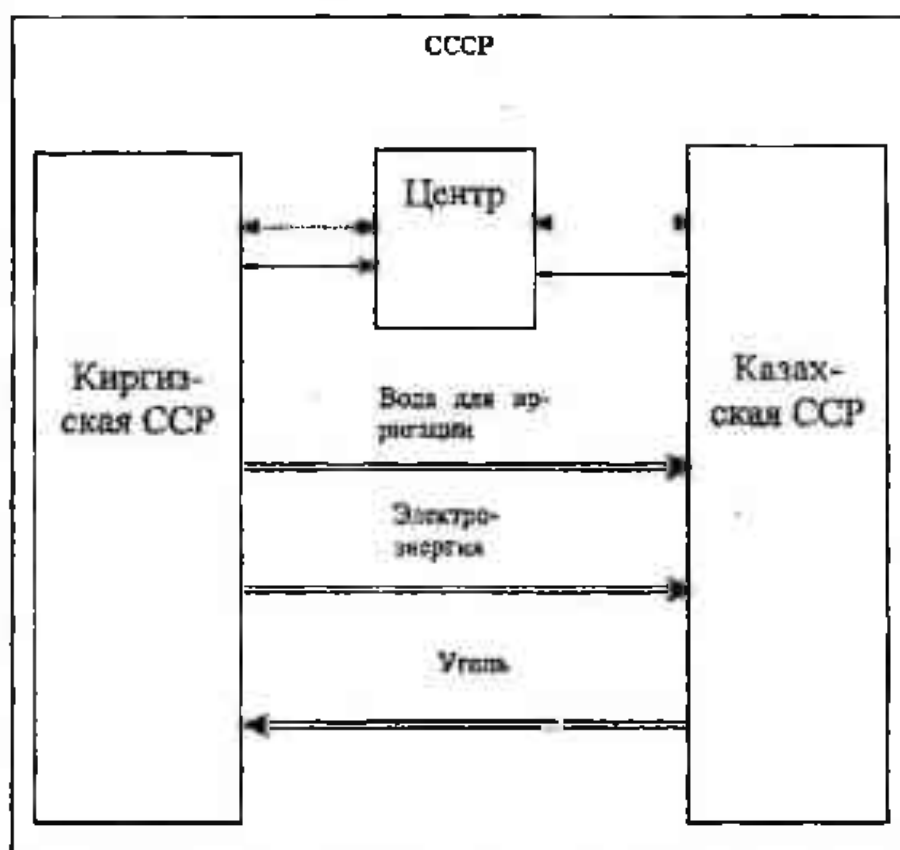 СССР
Центр
Киргиз-
ская ССР
Казах-
ская ССР
Вода для ир-
ригации
Электро-
энергия
Уголь